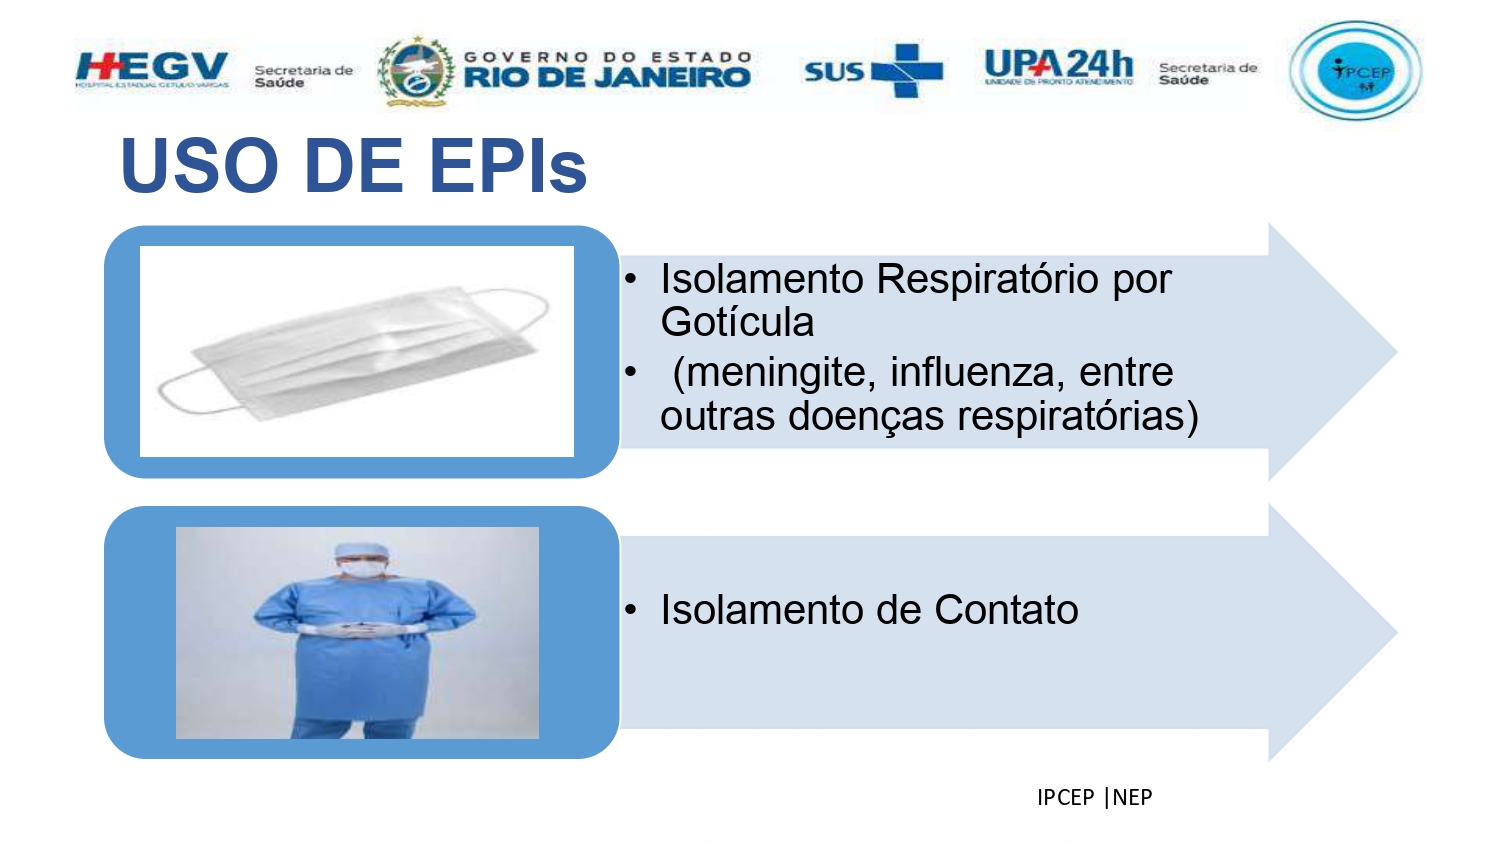 HEGV
HOSPITAL ESTADUAL GETÚLIO VARGAS
Secretaria de
Saúde
GOVERNO DO ESTADO
RIO DE JANEIRO
SUS
UPA24h
UNIDADE DE PRONTO ATENDIMENTO
Secretaria de
Saúde
IPCEP
USO DE EPIs
• Isolamento Respiratório por
Gotícula
• (meningite, influenza, entre
outras doenças respiratórias)
• Isolamento de Contato
IPCEP |NEP